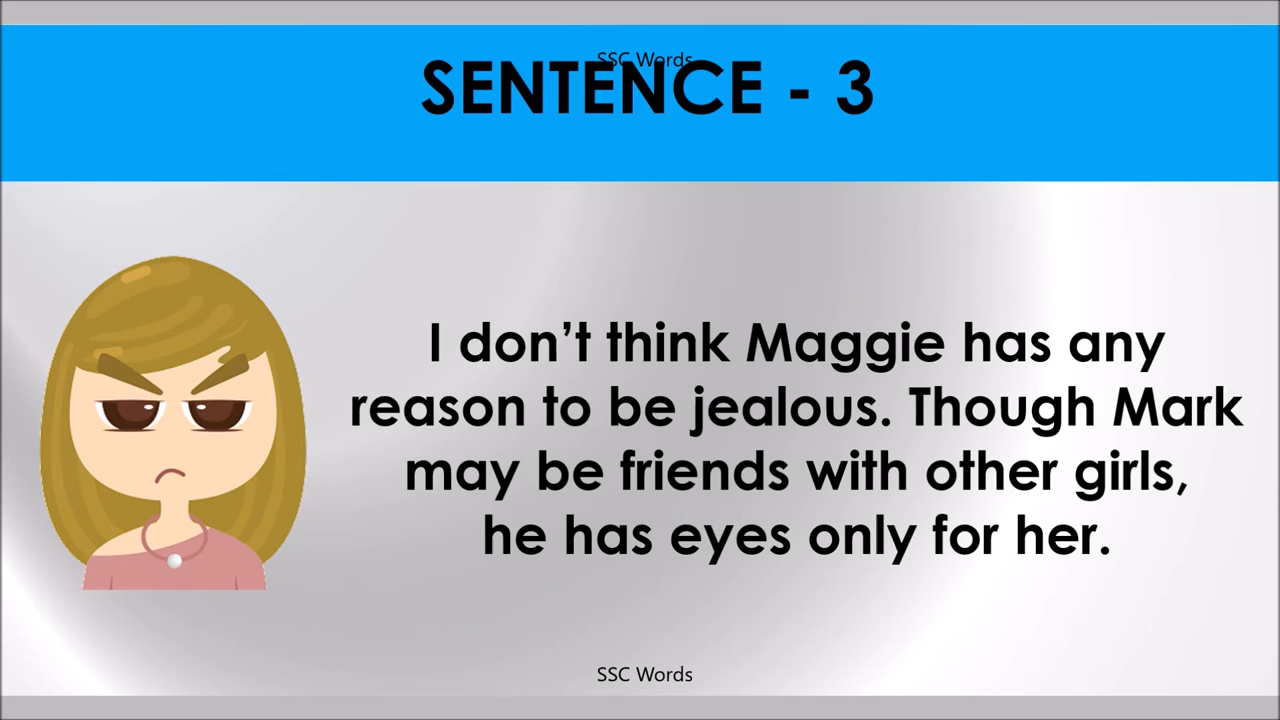 SSC Words
SENTENCE - 3
I don’t think Maggie has any
reason to be jealous. Though Mark
may be friends with other girls,
he has eyes only for her.
SSC Words